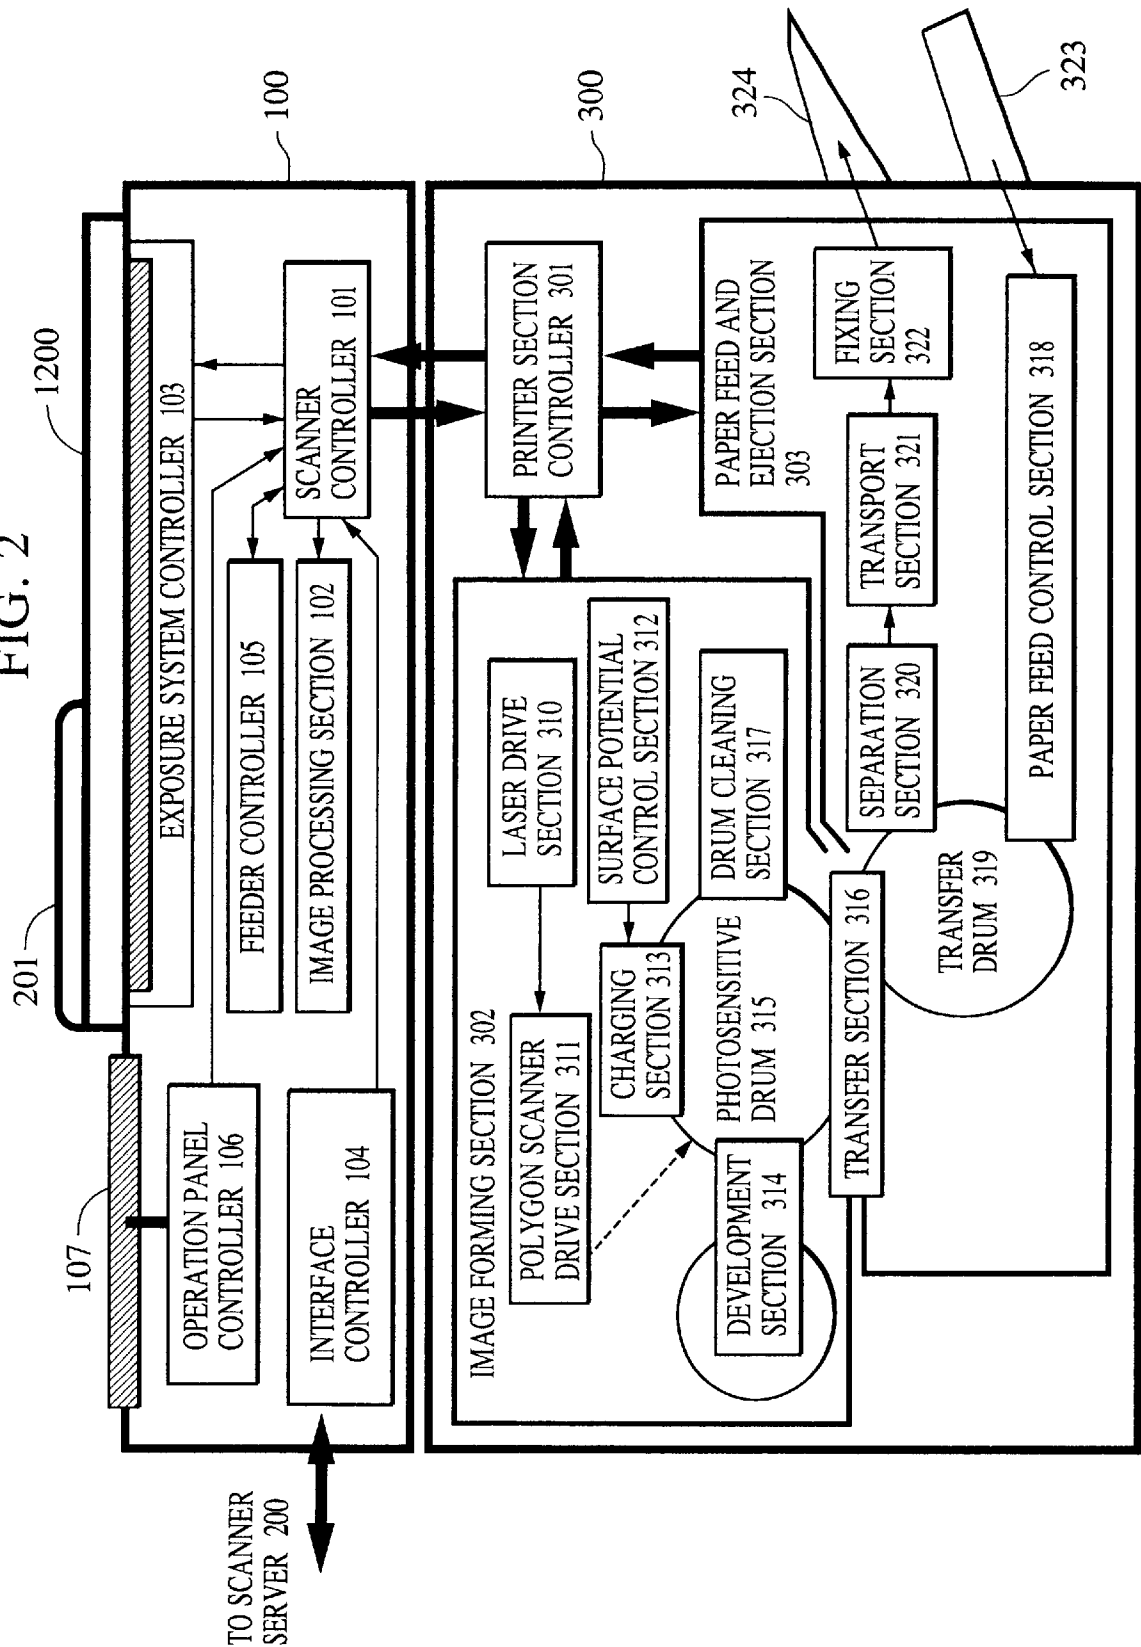 FIG. 2
201
1200
107
100
EXPOSURE SYSTEM CONTROLLER 103
OPERATION PANEL
CONTROLLER 106
FEEDER CONTROLLER 105
IMAGE PROCESSING SECTION 102
SCANNER
CONTROLLER 101
INTERFACE
CONTROLLER 104
TO SCANNER
SERVER 200
300
IMAGE FORMING SECTION 302
LASER DRIVE
SECTION 310
POLYGON SCANNER
DRIVE SECTION 311
SURFACE POTENTIAL
CONTROL SECTION 312
CHARGING
SECTION 313
PHOTOSENSITIVE
DRUM 315
DRUM CLEANING
SECTION 317
DEVELOPMENT
SECTION 314
TRANSFER SECTION 316
PRINTER SECTION
CONTROLLER 301
PAPER FEED AND
EJECTION SECTION
303
TRANSFER
DRUM 319
SEPARATION
SECTION 320
TRANSPORT
SECTION 321
FIXING
SECTION
322
PAPER FEED CONTROL SECTION 318
324
323